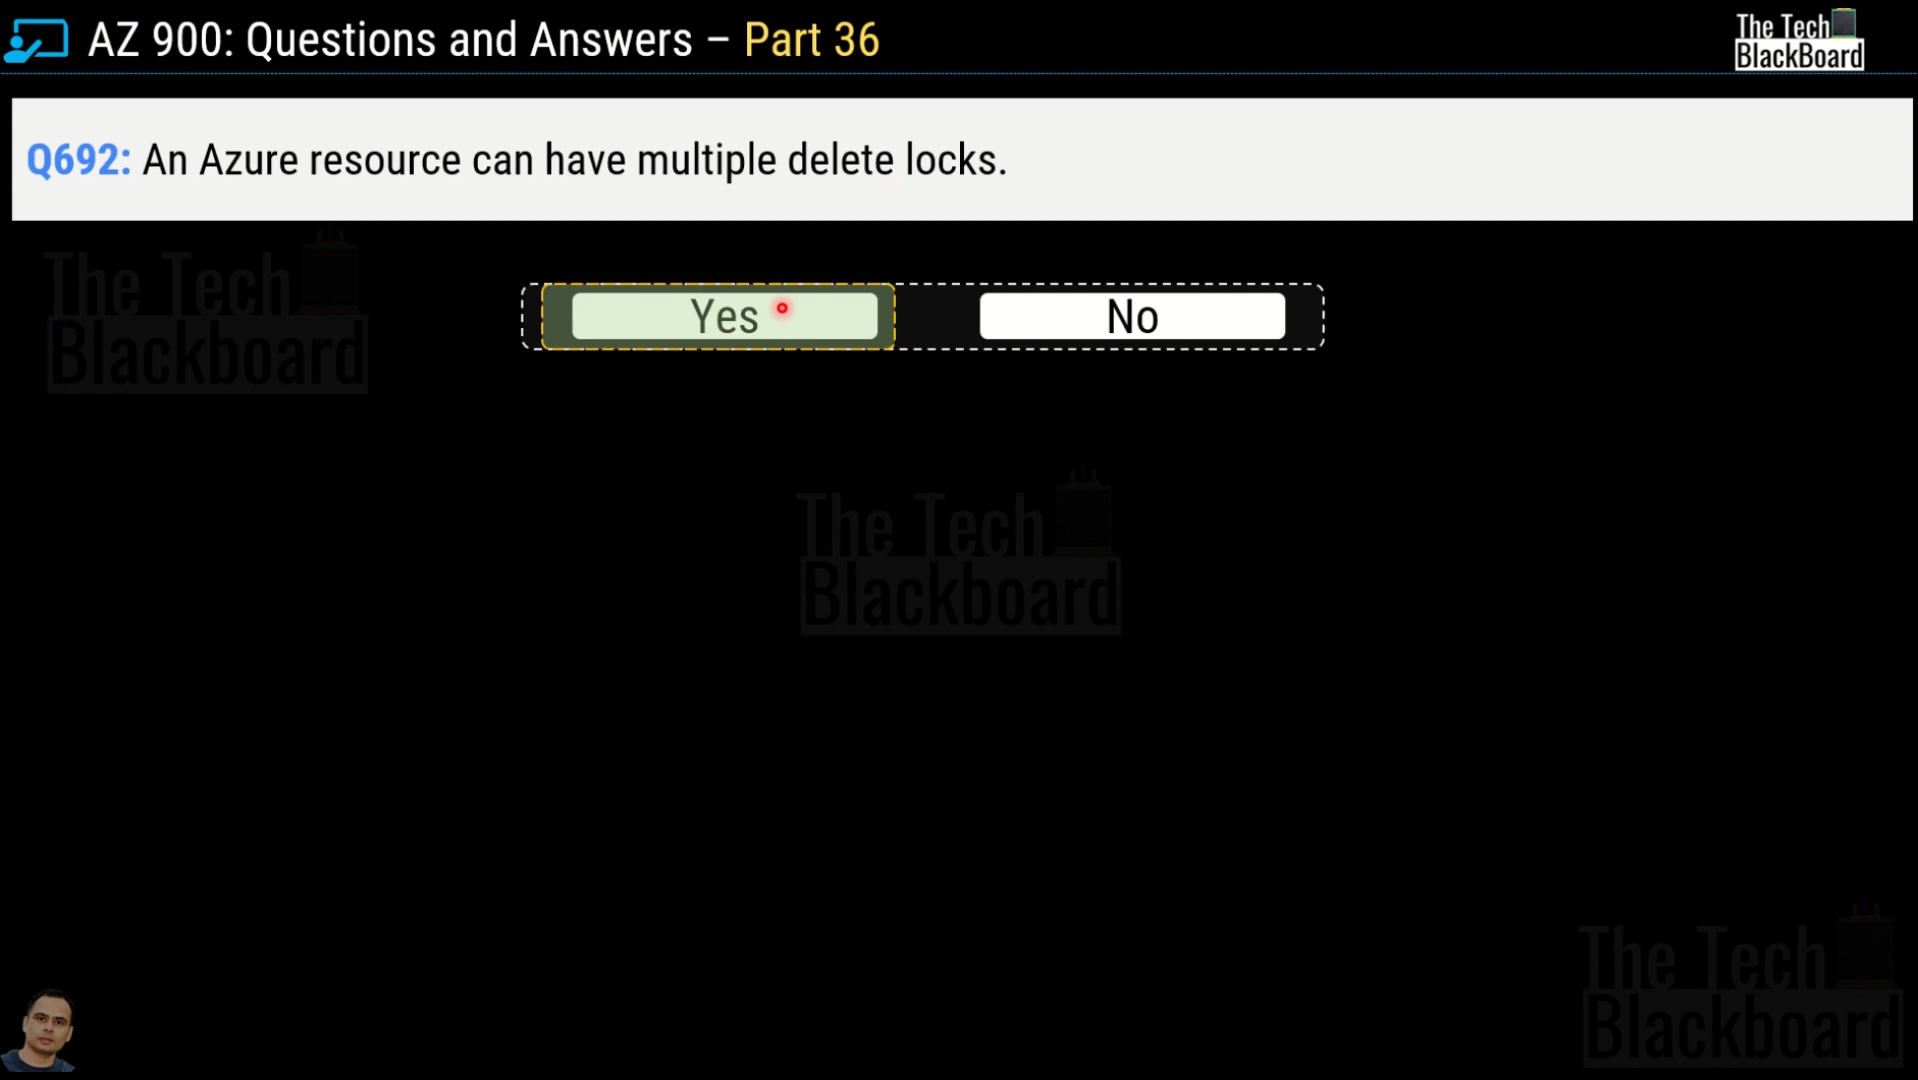 AZ 900: Questions and Answers – Part 36
The Tech
BlackBoard
Q692: An Azure resource can have multiple delete locks.
The Tech
Blackboard
Yes
No
The Tech
Blackboard
The Tech
Blackboard